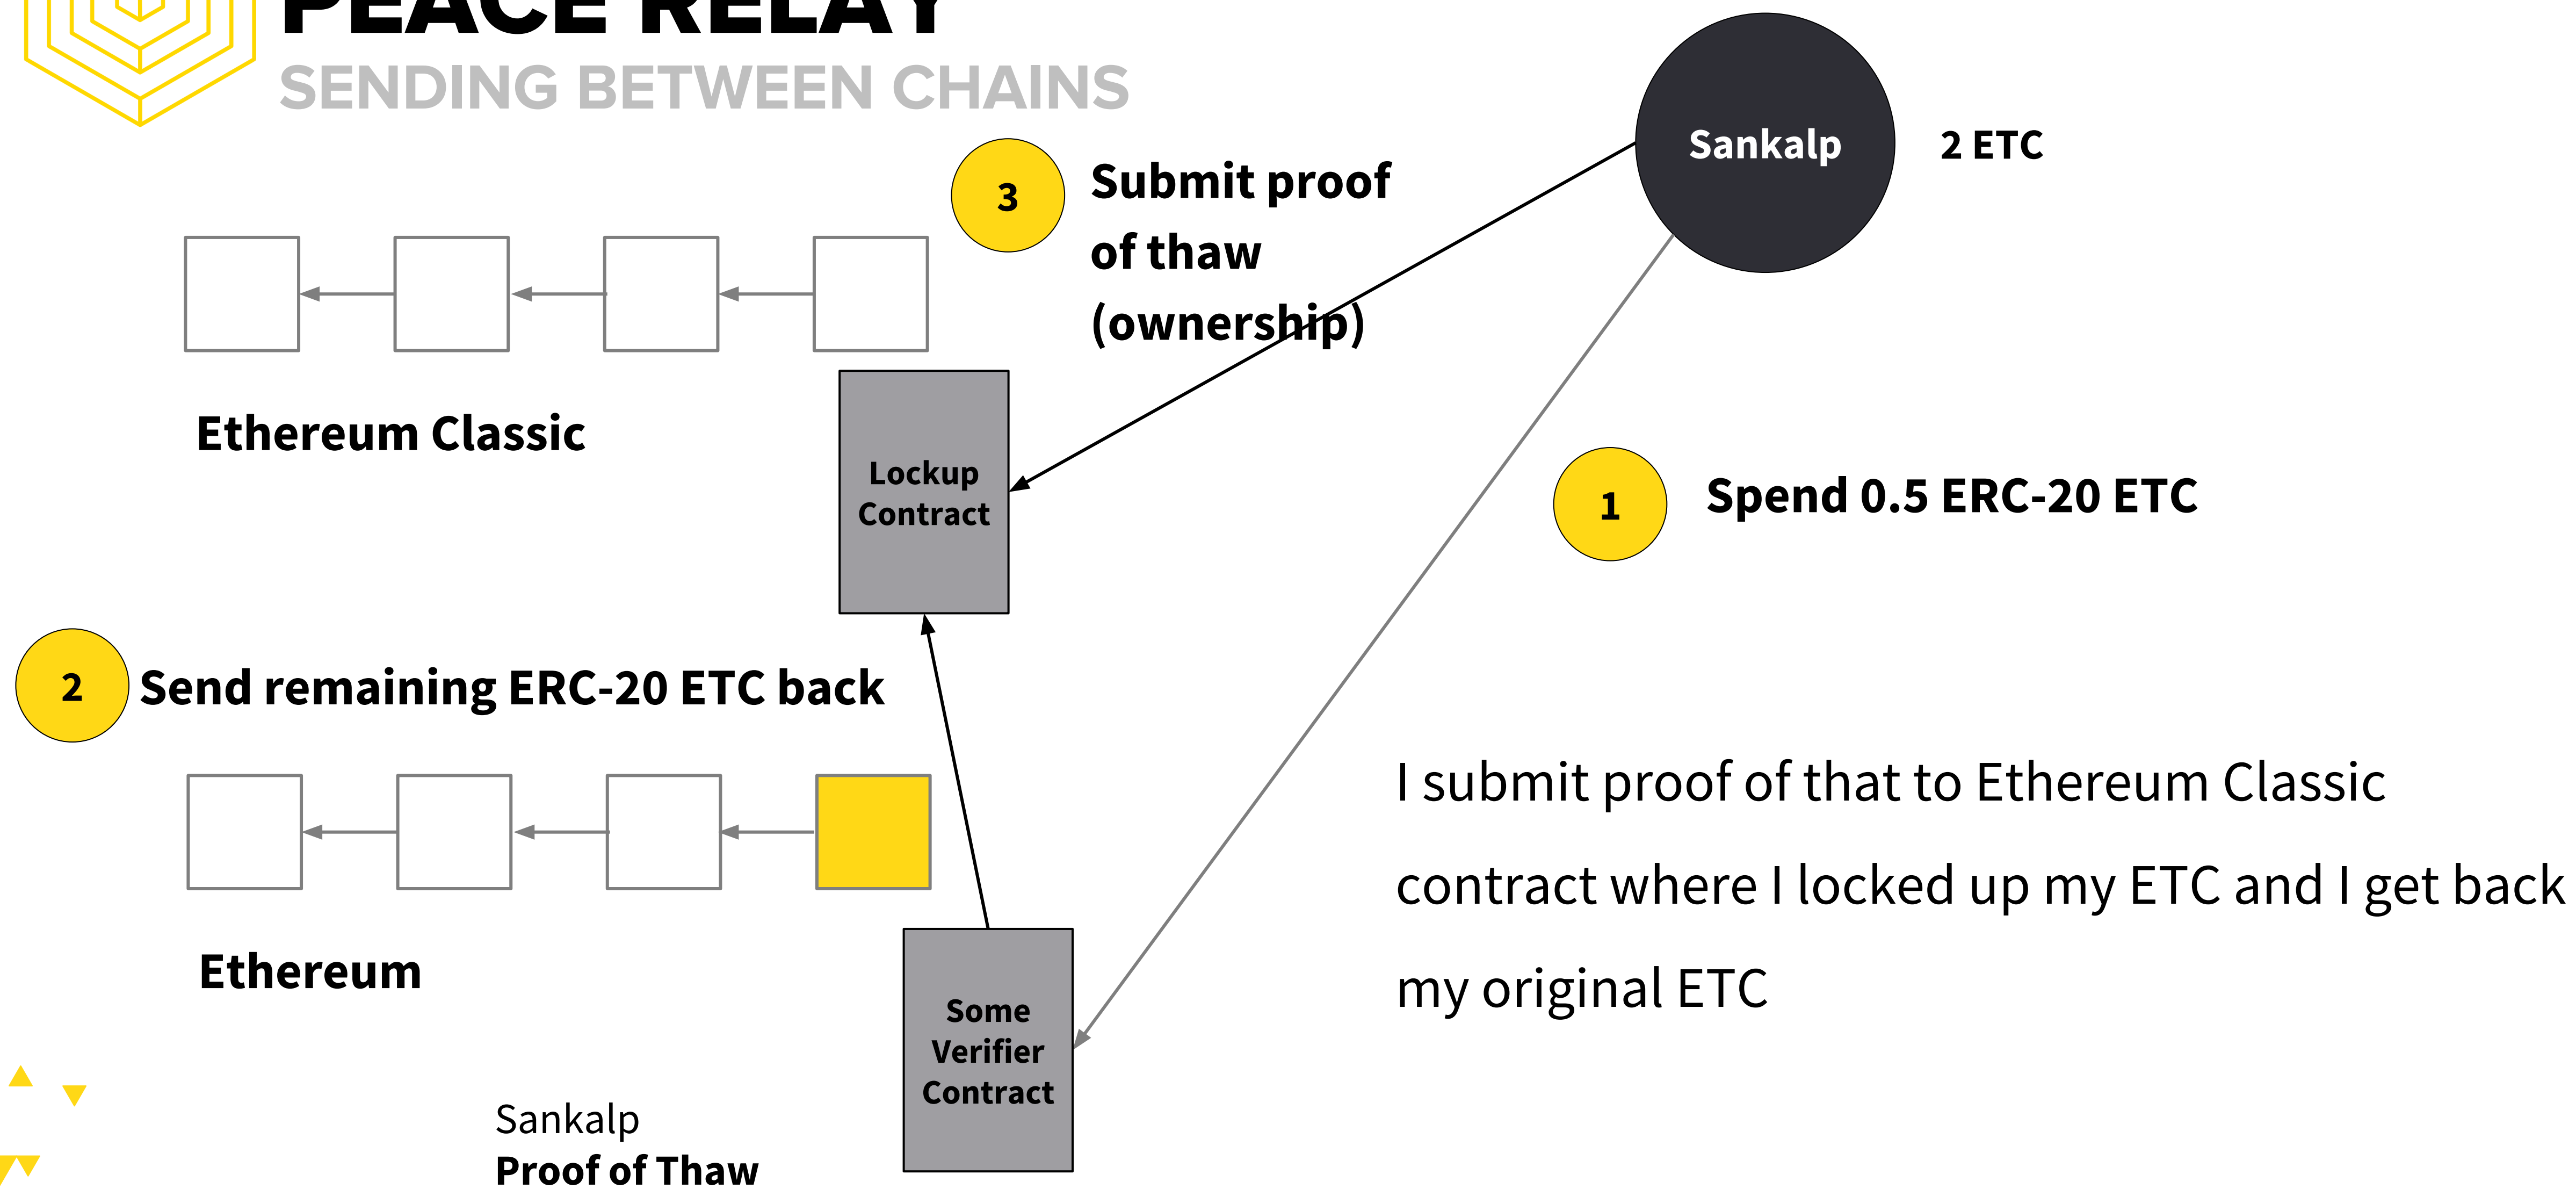 PEACE RELAY
SENDING BETWEEN CHAINS
Sankalp
2 ETC
3
Submit proof
of thaw
(ownership)
Ethereum Classic
Lockup
Contract
1
Spend 0.5 ERC-20 ETC
2
Send remaining ERC-20 ETC back
I submit proof of that to Ethereum Classic
contract where I locked up my ETC and I get back
my original ETC
Ethereum
Some
Verifier
Contract
Sankalp
Proof of Thaw